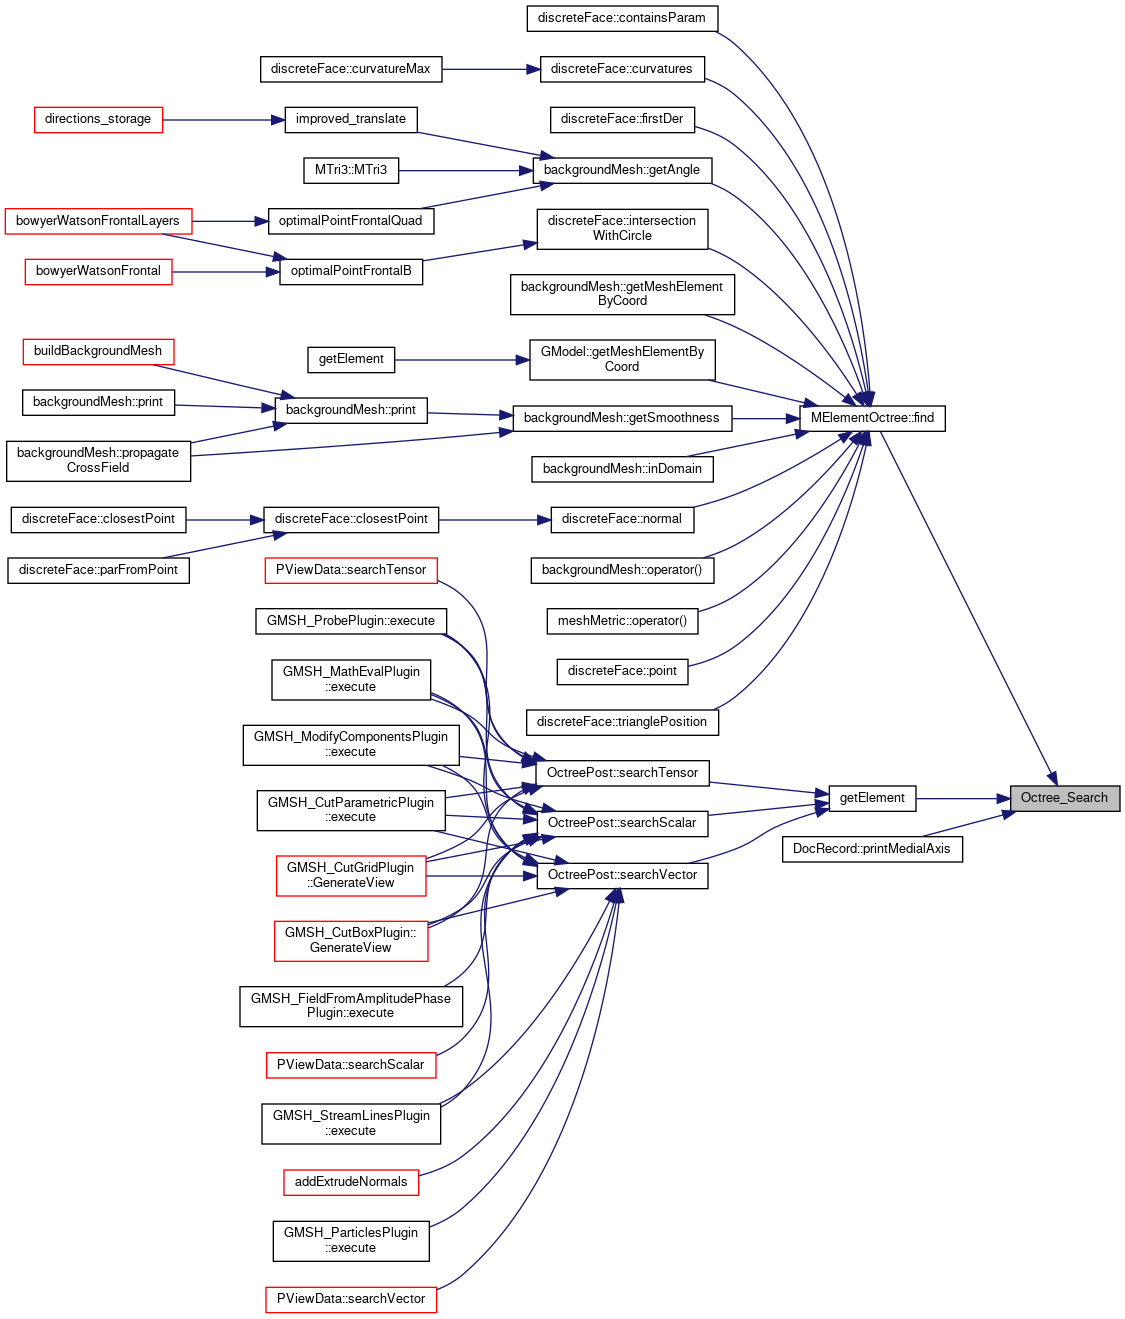 discreteFace::containsParam
discreteFace::curvatureMax
discreteFace::curvatures
directions_storage
improved_translate
discreteFace::firstDer
MTri3::MTri3
backgroundMesh::getAngle
bowyerWatsonFrontalLayers
optimalPointFrontalQuad
discreteFace::intersection
WithCircle
bowyerWatsonFrontal
optimalPointFrontalB
backgroundMesh::getMeshElement
ByCoord
buildBackgroundMesh
getElement
GModel::getMeshElementBy
Coord
backgroundMesh::print
backgroundMesh::print
backgroundMesh::getSmoothness
MElementOctree::find
backgroundMesh::propagate
CrossField
backgroundMesh::inDomain
discreteFace::closestPoint
discreteFace::closestPoint
discreteFace::normal
discreteFace::parFromPoint
PViewData::searchTensor
backgroundMesh::operator()
GMSH_ProbePlugin::execute
meshMetric::operator()
GMSH_MathEvalPlugin
::execute
discreteFace::point
discreteFace::trianglePosition
GMSH_ModifyComponentsPlugin
::execute
OctreePost::searchTensor
GMSH_CutParametricPlugin
::execute
getElement
Octree_Search
OctreePost::searchScalar
DocRecord::printMedialAxis
GMSH_CutGridPlugin
::GenerateView
OctreePost::searchVector
GMSH_CutBoxPlugin::
GenerateView
GMSH_FieldFromAmplitudePhase
Plugin::execute
PViewData::searchScalar
GMSH_StreamLinesPlugin
::execute
addExtrudeNormals
GMSH_ParticlesPlugin
::execute
PViewData::searchVector